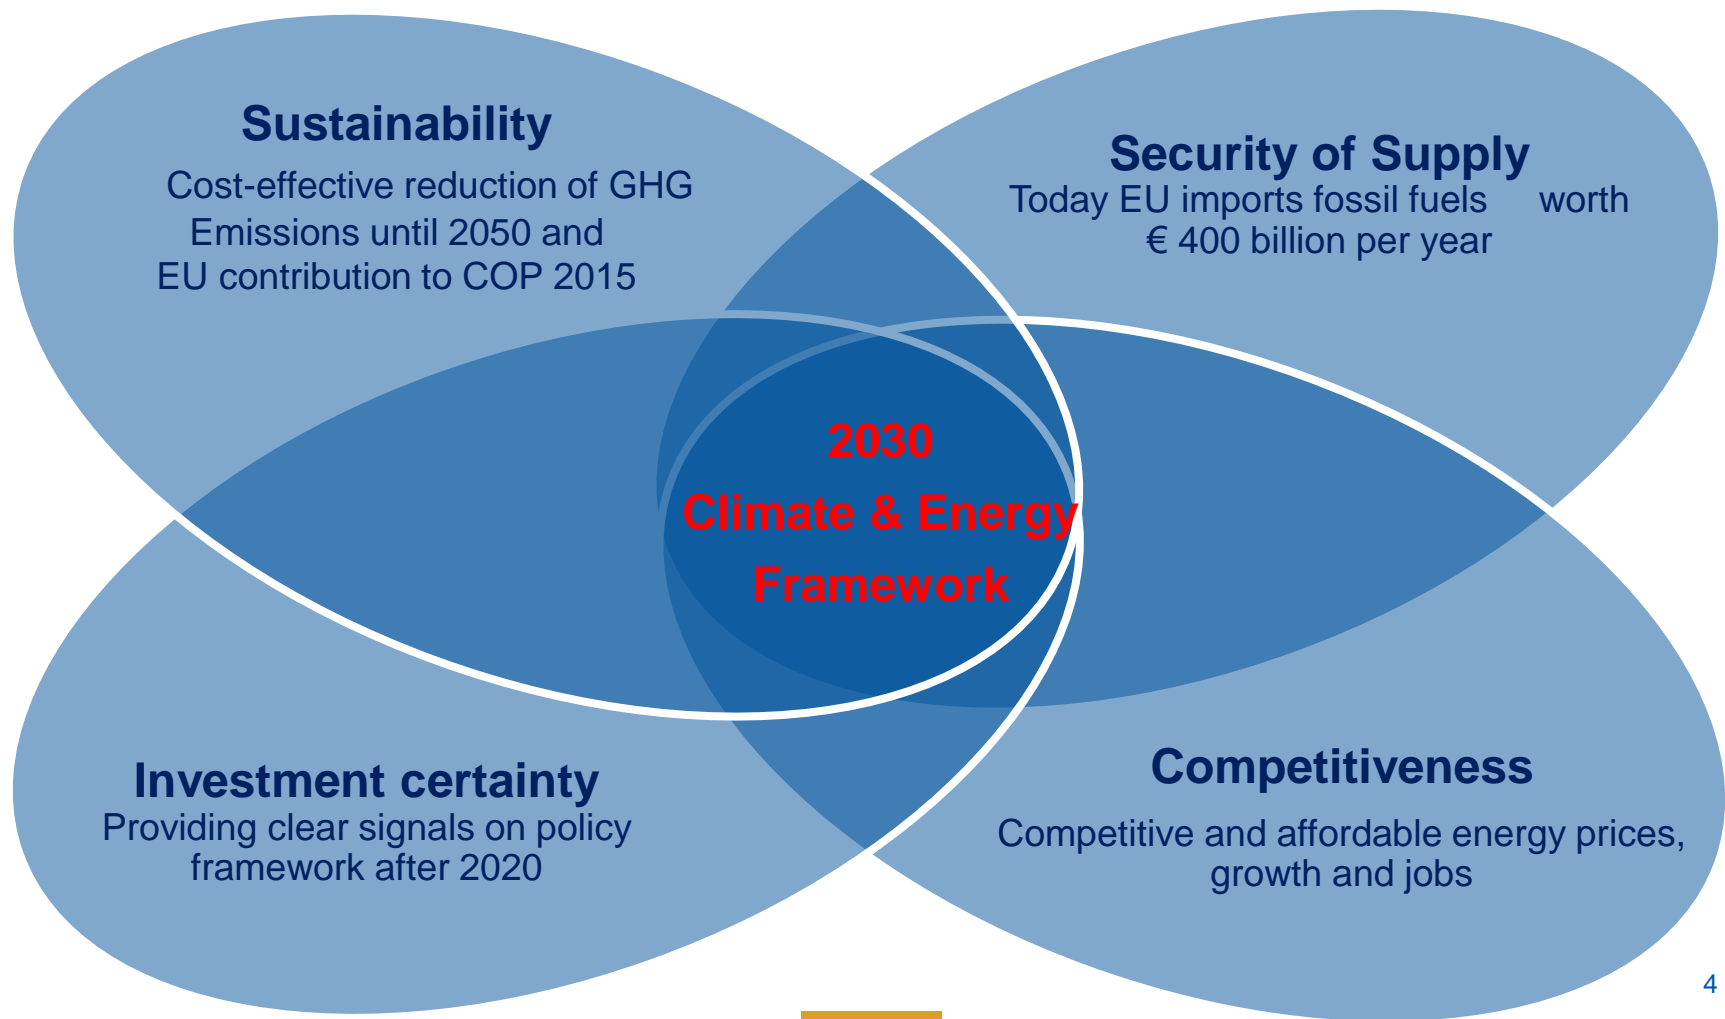 Sustainability
Cost-effective reduction of GHG
Emissions until 2050 and
EU contribution to COP 2015
Security of Supply
Today EU imports fossil fuels worth
€ 400 billion per year
2030
Climate & Energy
Framework
Investment certainty
Providing clear signals on policy
framework after 2020
Competitiveness
Competitive and affordable energy prices,
growth and jobs
4